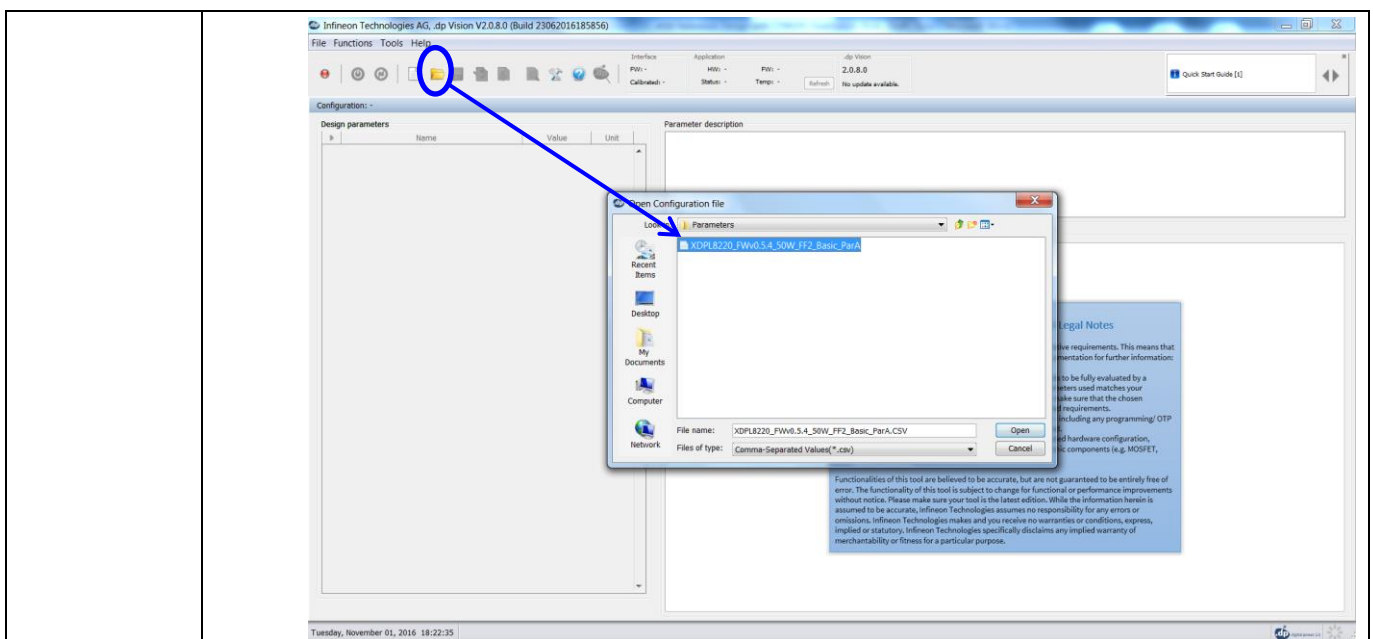 Infineon Technologies AG, .dp Vision V2.0.8.0 (Build 23062016185856)
File Functions Tools Help
Interface
FW: -
Calibrated: -
Application
HW: - FW: -
Status: - Temp: -
Refresh
.dp Vision
2.0.8.0
No update available.
Quick Start Guide [1]
Configuration: -
Design parameters
Name Value Unit
Parameter description
Open Configuration file
Look
Parameters
XDPL8220_FWv0.5.4_50W_FF2_Basic_ParA
Recent
Items
Desktop
My
Documents
Computer
Network
File name: XDPL8220_FWv0.5.4_50W_FF2_Basic_ParA.CSV Open
Files of type: Comma-Separated Values(*.csv) Cancel
Legal Notes
requirements. This means that
for further information:
to be fully evaluated by a
used matches your
make sure that the chosen
requirements.
including any programming/ OTP
hardware configuration,
components (e.g. MOSFET,
Functionalities of this tool are believed to be accurate, but are not guaranteed to be entirely free of
error. The functionality of this tool is subject to change for functional or performance improvements
without notice. Please make sure your tool is the latest edition. While the information herein is
assumed to be accurate, Infineon Technologies assumes no responsibility for any errors or
omissions. Infineon Technologies makes and you receive no warranties or conditions, express,
implied or statutory. Infineon Technologies specifically disclaims any implied warranty of
merchantability or fitness for a particular purpose.
Tuesday, November 01, 2016 18:22:35
.dp